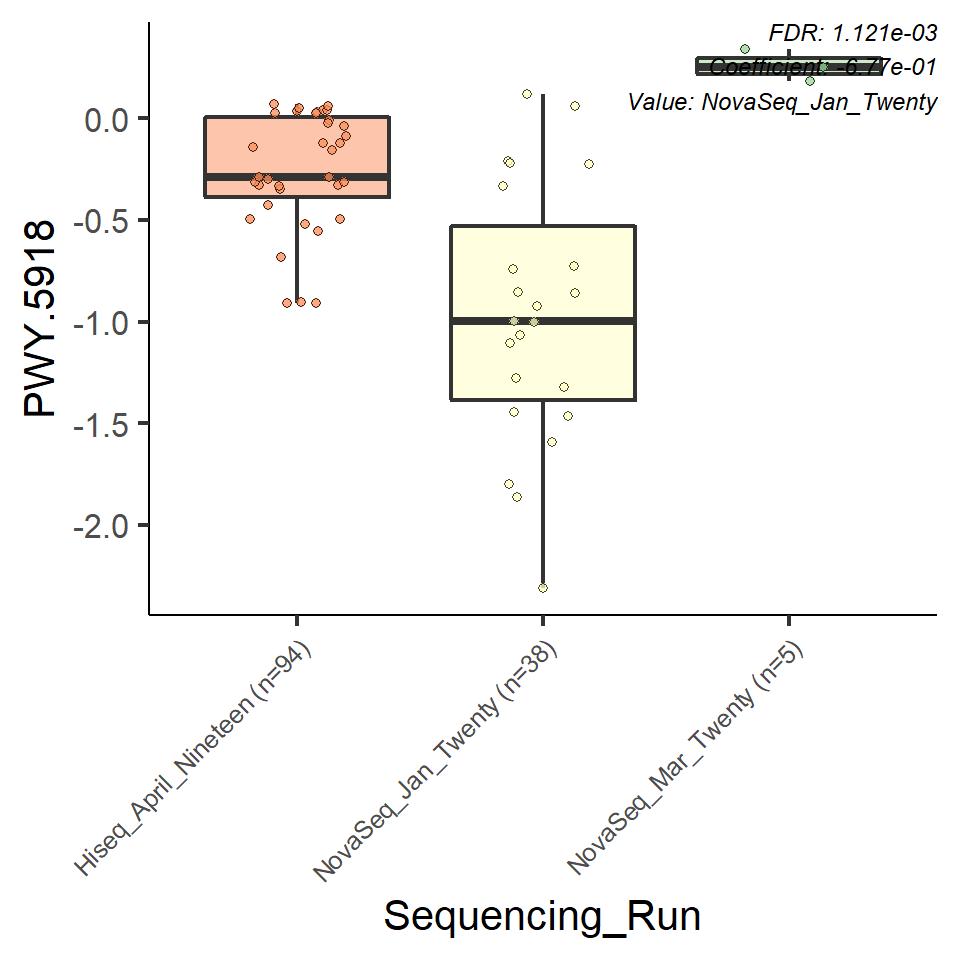 FDR: 1.121e-03
Coefficient: -6.77e-01
Value: NovaSeq_Jan_Twenty
PWY.5918
0.0
-0.5
-1.0
-1.5
-2.0
Hiseq_April_Nineteen (n=94)
NovaSeq_Jan_Twenty (n=38)
NovaSeq_Mar_Twenty (n=5)
Sequencing_Run